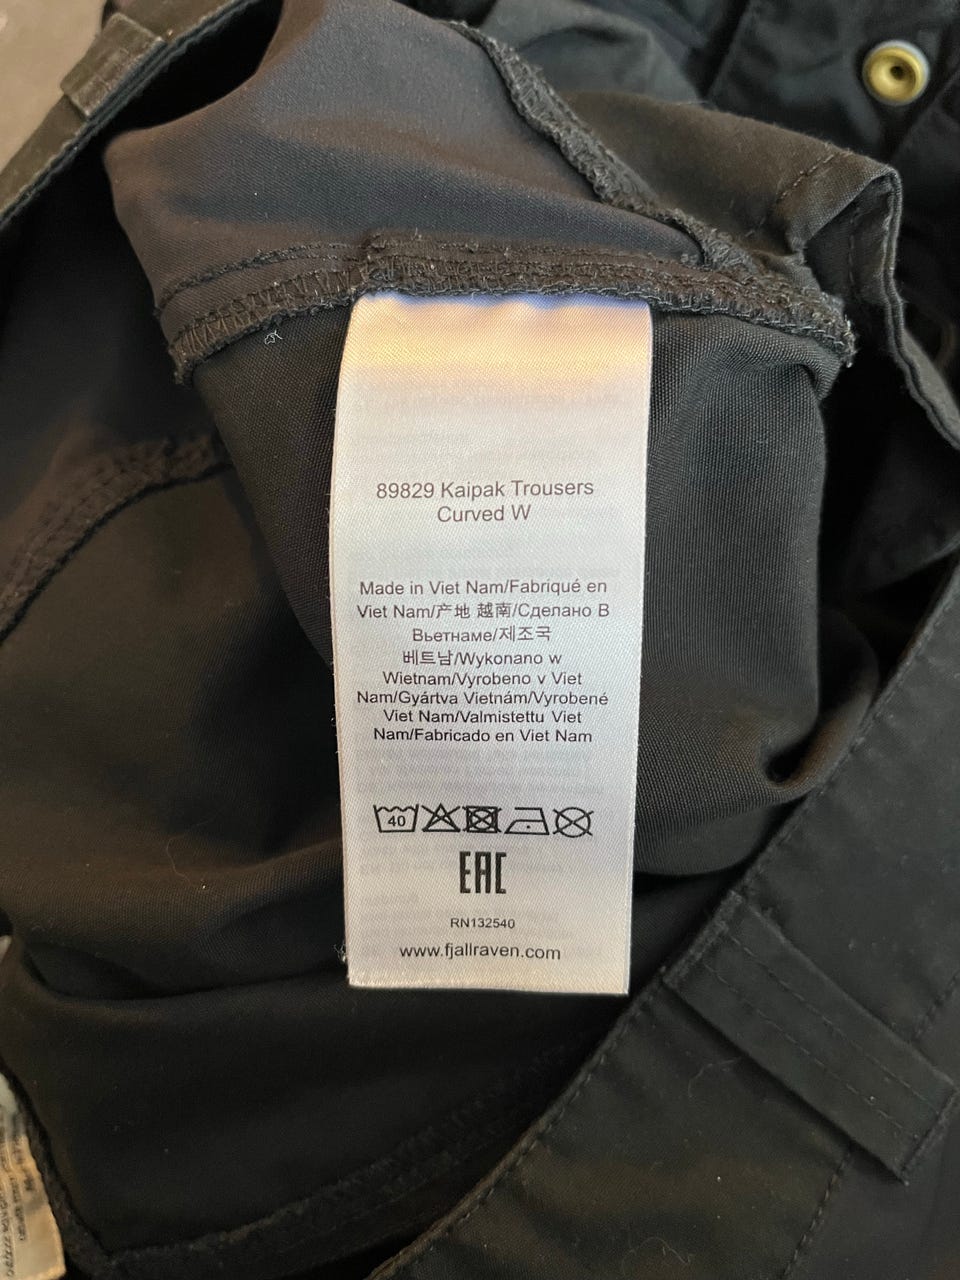 89829 Kaipak Trousers
Curved W
Made in Viet Nam/Fabriqué en
Viet Nam/产地 越南/Сделано В
Вьетнаме/제조국
베트남/Wykonano w
Wietnam/Vyrobeno v Viet
Nam/Gyártva Vietnám/Vyrobené
Viet Nam/Valmistettu Viet
Nam/Fabricado en Viet Nam
40
EAC
RN132540
www.fjallraven.com